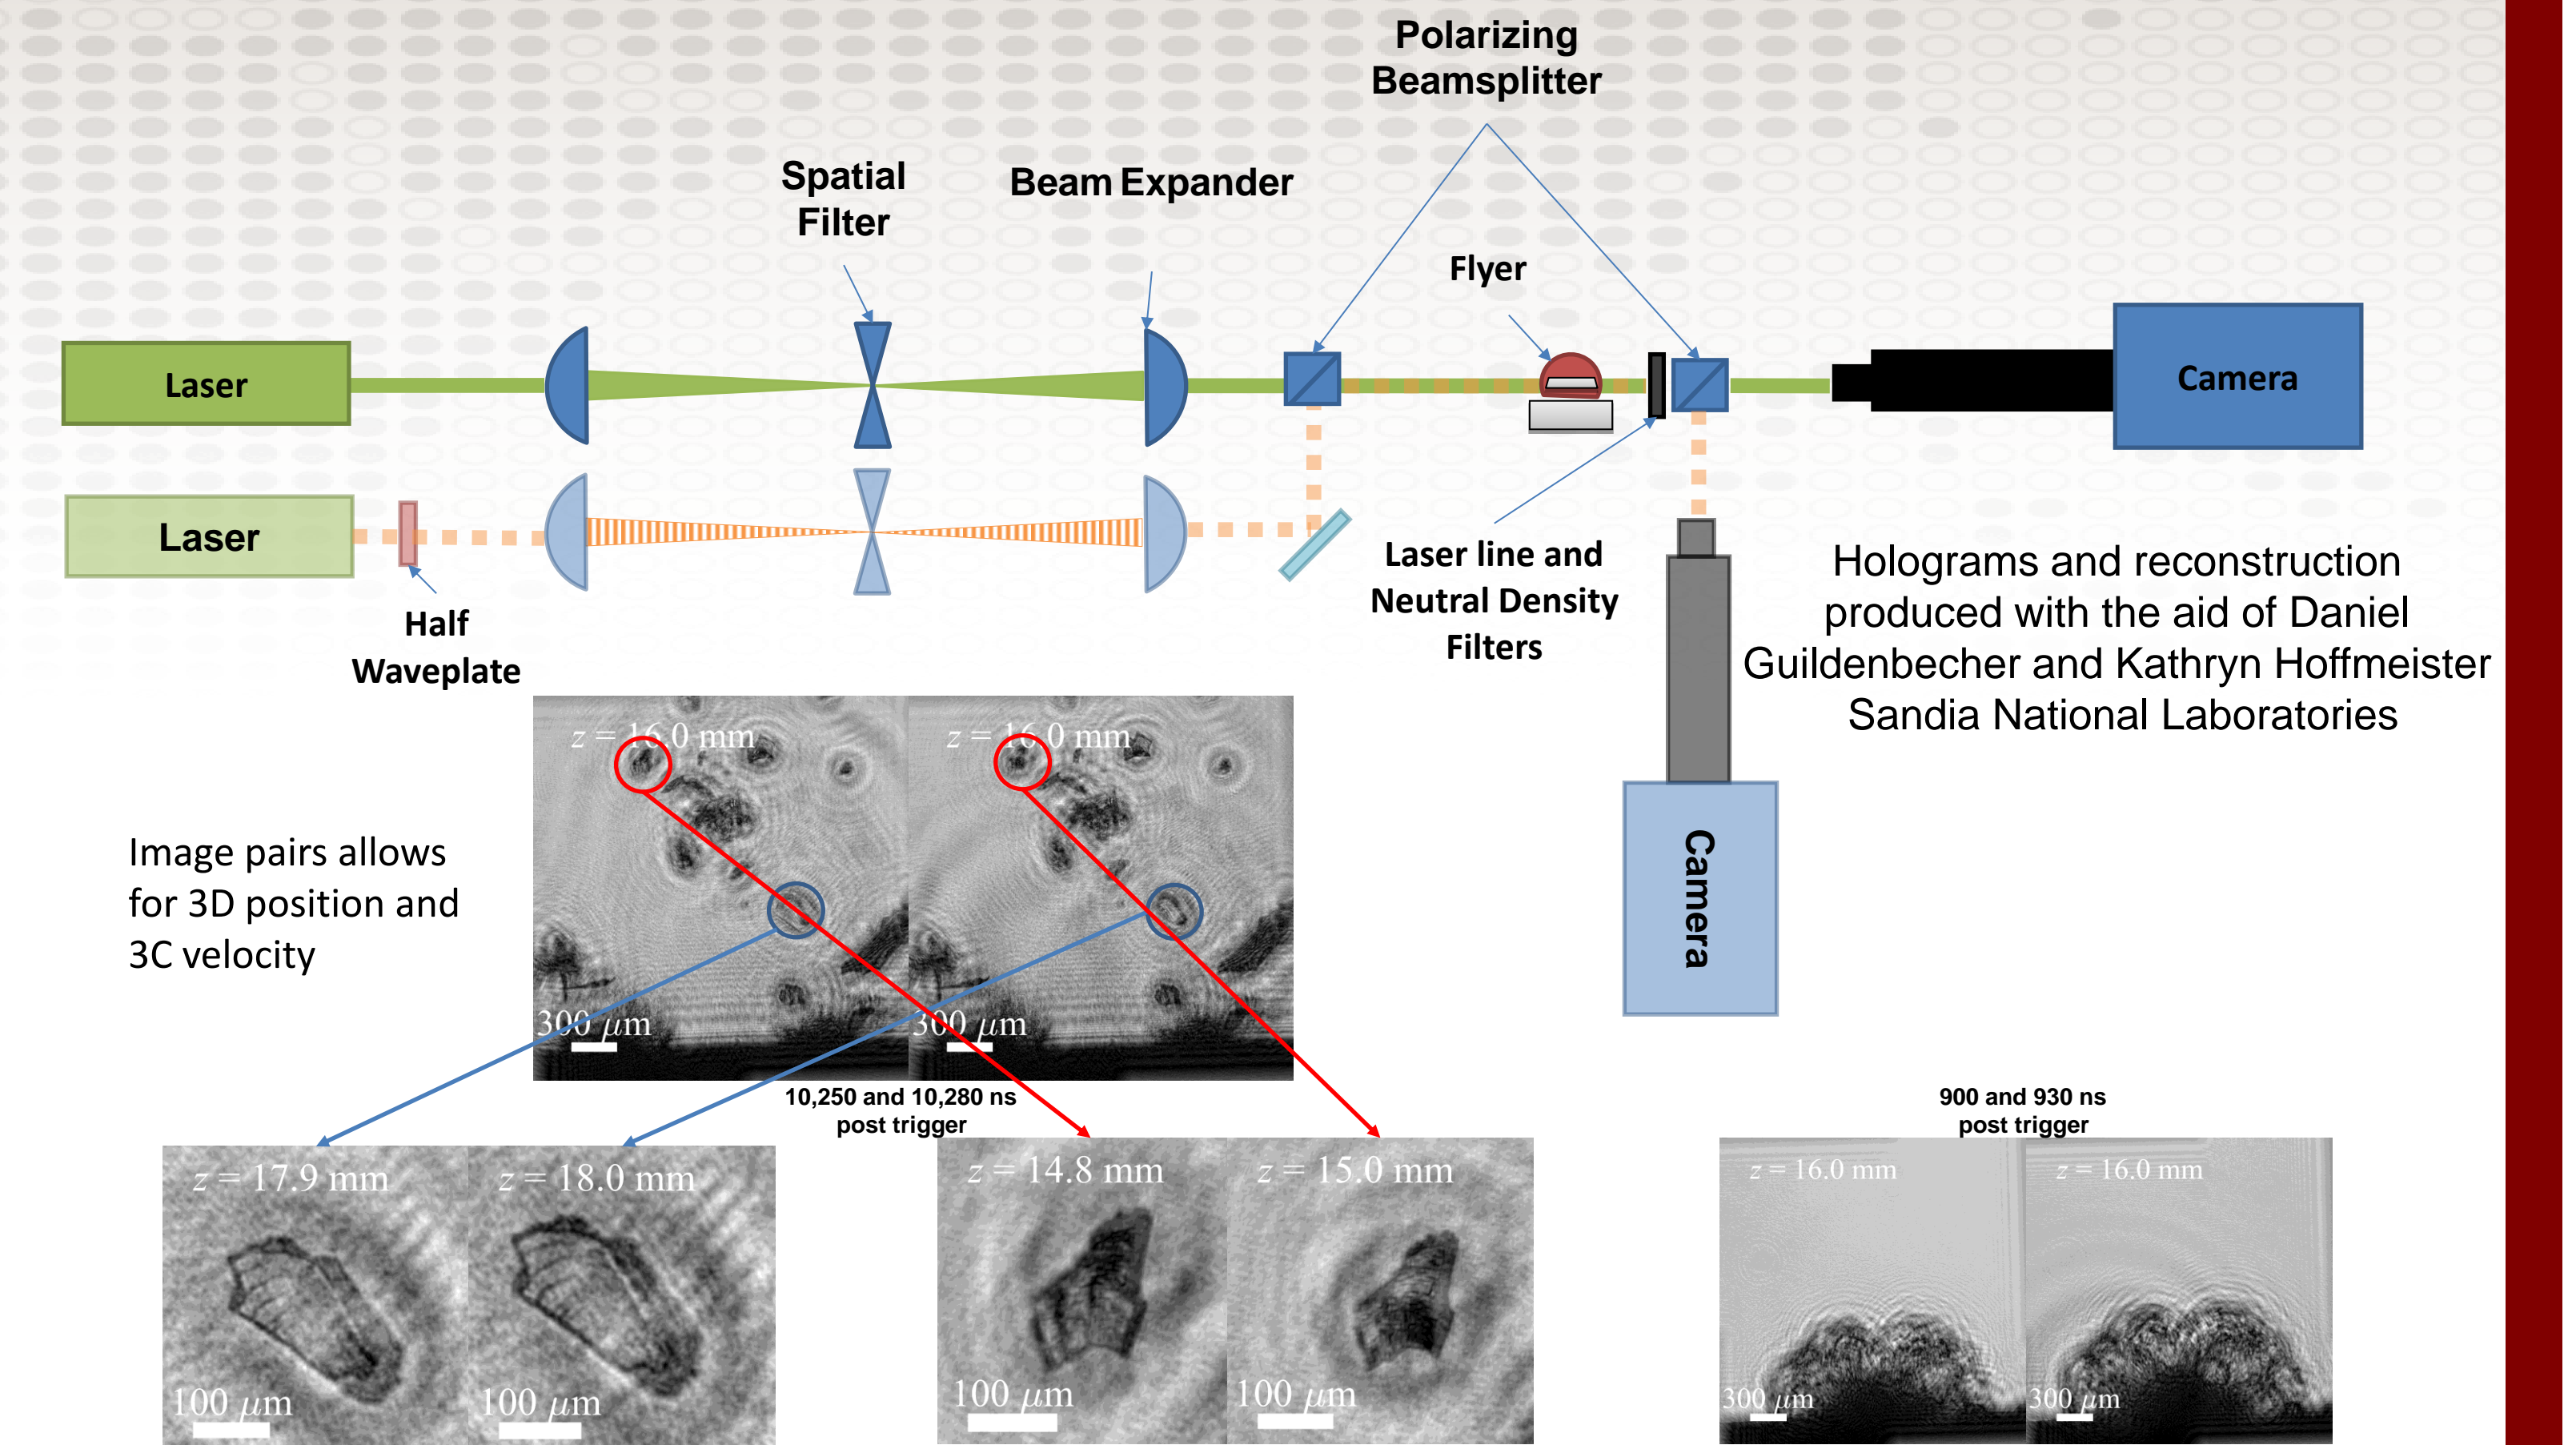 Polarizing
Beamsplitter
Spatial
Filter
Beam Expander
Flyer
Laser
Camera
Laser
Half
Waveplate
Laser line and
Neutral Density
Filters
Holograms and reconstruction
produced with the aid of Daniel
Guildenbecher and Kathryn Hoffmeister
Sandia National Laboratories
Camera
Image pairs allows
for 3D position and
3C velocity
z = 16.0 mm
z = 16.0 mm
300 μm
300 μm
10,250 and 10,280 ns
post trigger
900 and 930 ns
post trigger
z = 17.9 mm
z = 18.0 mm
100 μm
100 μm
z = 14.8 mm
z = 15.0 mm
100 μm
100 μm
z = 16.0 mm
z = 16.0 mm
300 μm
300 μm